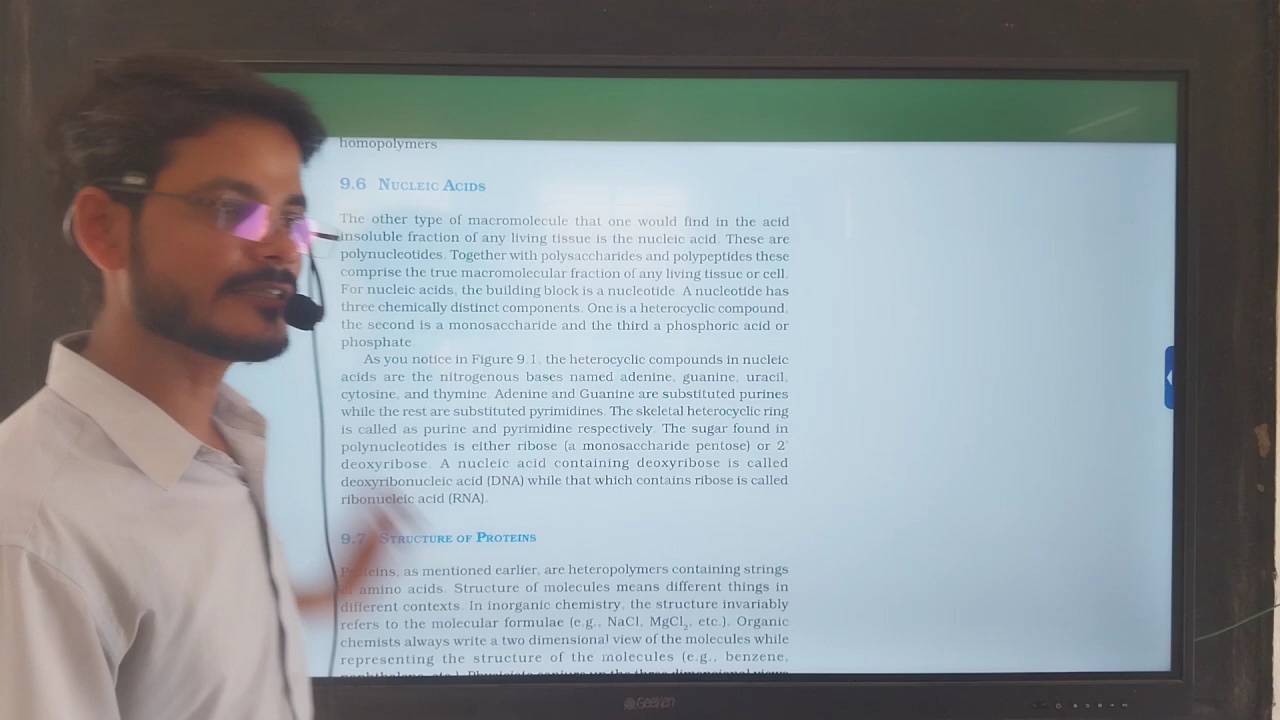 homopolymers
9.6 Nucleic Acids
The other type of macromolecule that one would find in the acid
insoluble fraction of any living tissue is the nucleic acid. These are
polynucleotides. Together with polysaccharides and polypeptides these
comprise the true macromolecular fraction of any living tissue or cell.
For nucleic acids, the building block is a nucleotide. A nucleotide has
three chemically distinct components. One is a heterocyclic compound,
the second is a monosaccharide and the third a phosphoric acid or
phosphate.
As you notice in Figure 9.1, the heterocyclic compounds in nucleic
acids are the nitrogenous bases named adenine, guanine, uracil,
cytosine, and thymine. Adenine and Guanine are substituted purines
while the rest are substituted pyrimidines. The skeletal heterocyclic ring
is called as purine and pyrimidine respectively. The sugar found in
polynucleotides is either ribose (a monosaccharide pentose) or 2'
deoxyribose. A nucleic acid containing deoxyribose is called
deoxyribonucleic acid (DNA) while that which contains ribose is called
ribonucleic acid (RNA).
9.7 Structure of Proteins
Proteins, as mentioned earlier, are heteropolymers containing strings
of amino acids. Structure of molecules means different things in
different contexts. In inorganic chemistry, the structure invariably
refers to the molecular formulae (e.g., NaCl, MgCl₂, etc.). Organic
chemists always write a two dimensional view of the molecules while
representing the structure of the molecules (e.g., benzene,